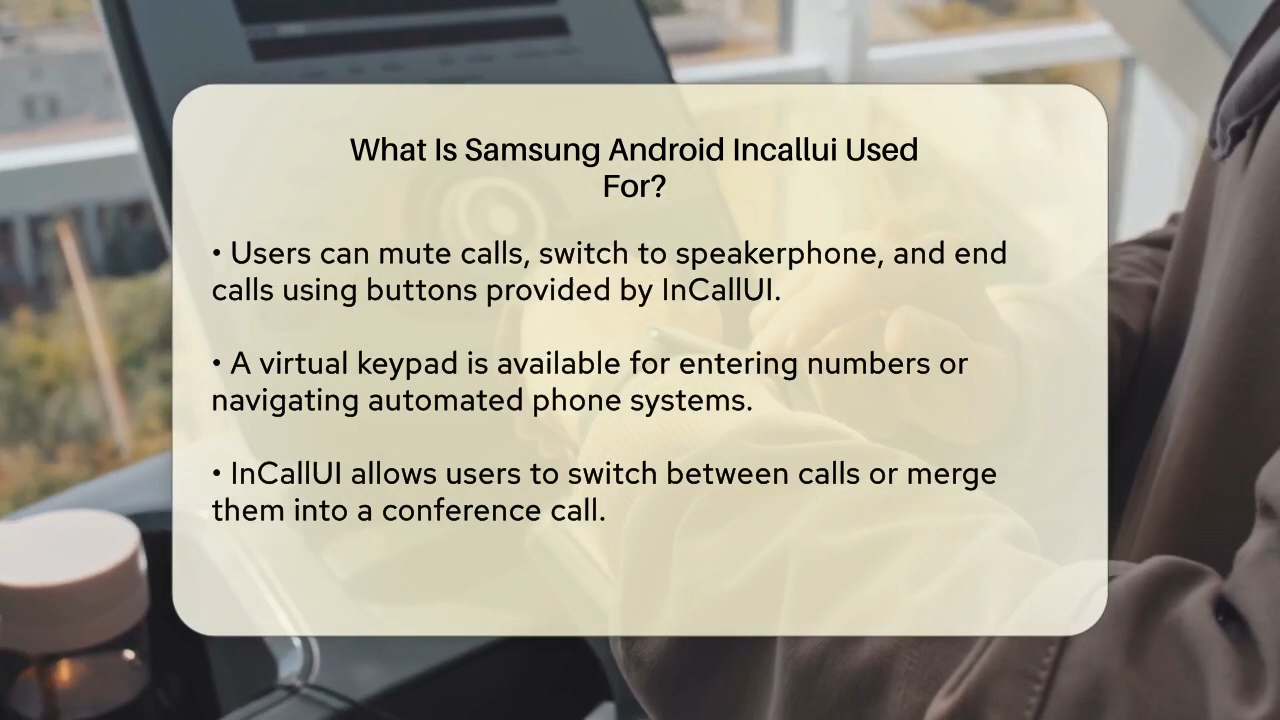 What Is Samsung Android Incallui Used
For?
• Users can mute calls, switch to speakerphone, and end
calls using buttons provided by InCallUI.
• A virtual keypad is available for entering numbers or
navigating automated phone systems.
• InCallUI allows users to switch between calls or merge
them into a conference call.